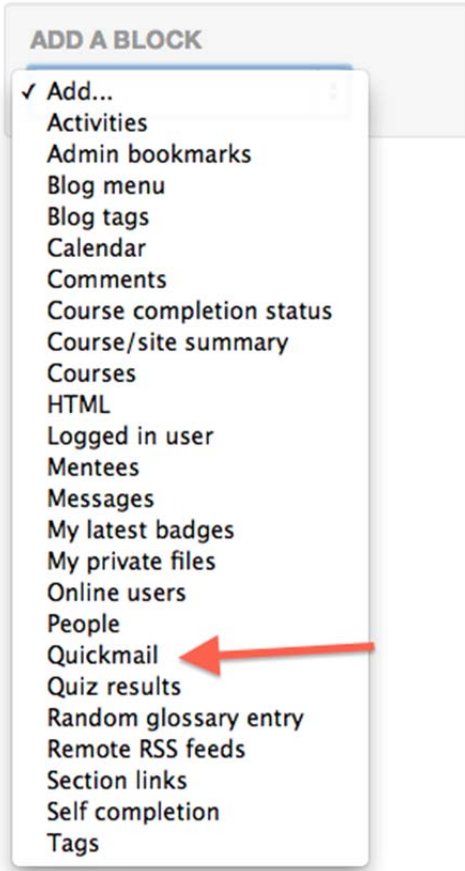 ADD A BLOCK
✓ Add...
Activities
Admin bookmarks
Blog menu
Blog tags
Calendar
Comments
Course completion status
Course/site summary
Courses
HTML
Logged in user
Mentees
Messages
My latest badges
My private files
Online users
People
Quickmail
Quiz results
Random glossary entry
Remote RSS feeds
Section links
Self completion
Tags